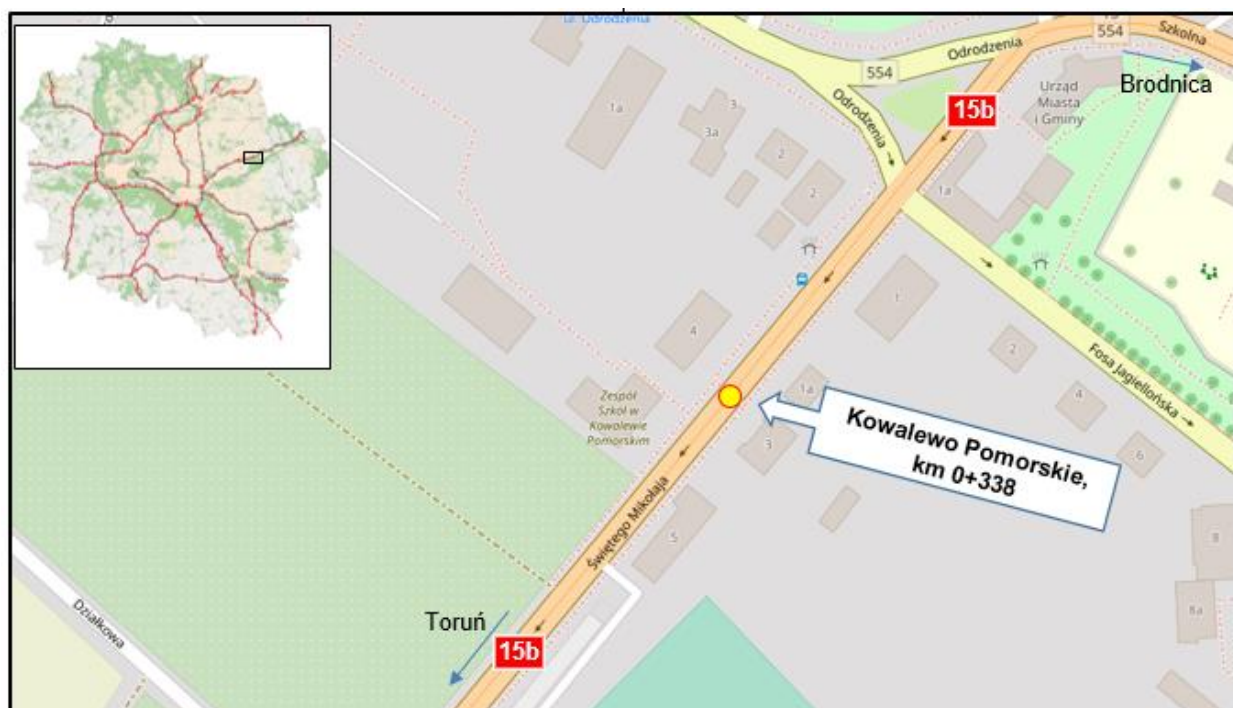 ul. Odrodzenia
554
Szkolna
Odrodzenia
554
Brodnica
Urząd
Miasta
i Gminy
15b
Odrodzenia
1a
3
3a
2
2
1a
1
4
2
Fosa Jagiellońska
4
1a
Zespół
Szkół w
Kowalewie
Pomorskim
3
6
Kowalewo Pomorskie,
km 0+338
Świętego Mikołaja
5
8
8a
Działkowa
Toruń
15b